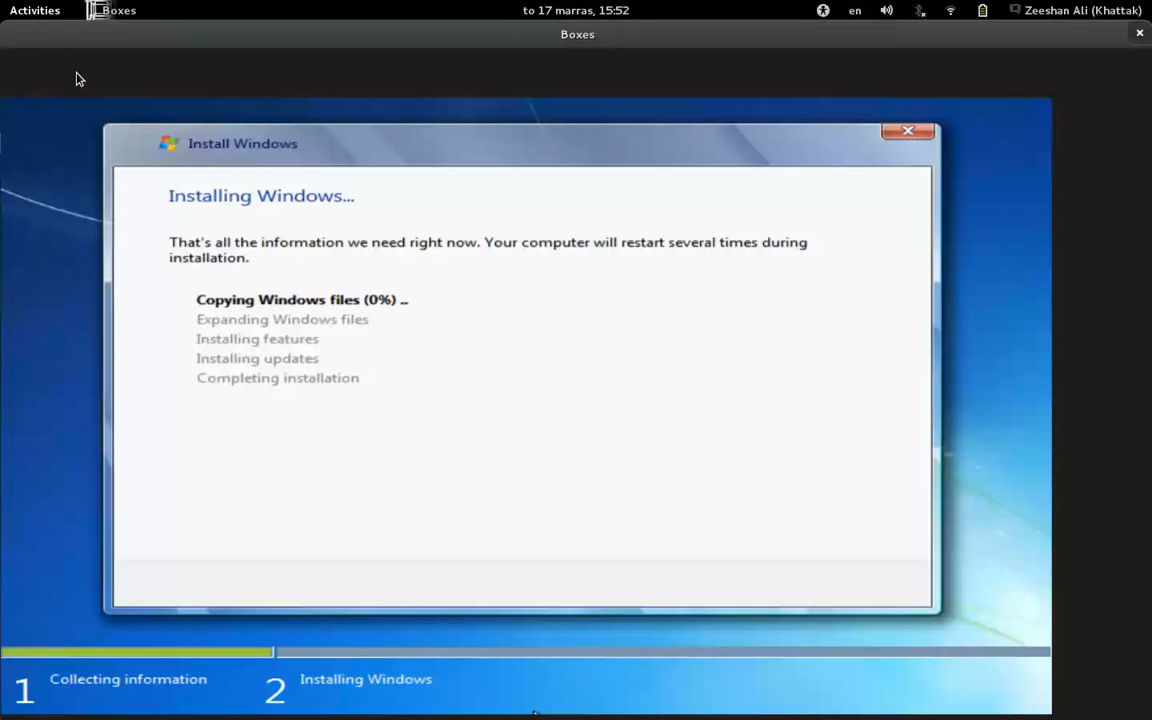 Activities
Boxes
to 17 marras, 15:52
en
Zeeshan Ali (Khattak)
Boxes
Install Windows
Installing Windows...
That's all the information we need right now. Your computer will restart several times during
installation.
Copying Windows files (0%) ..
Expanding Windows files
Installing features
Installing updates
Completing installation
1 Collecting information
2 Installing Windows